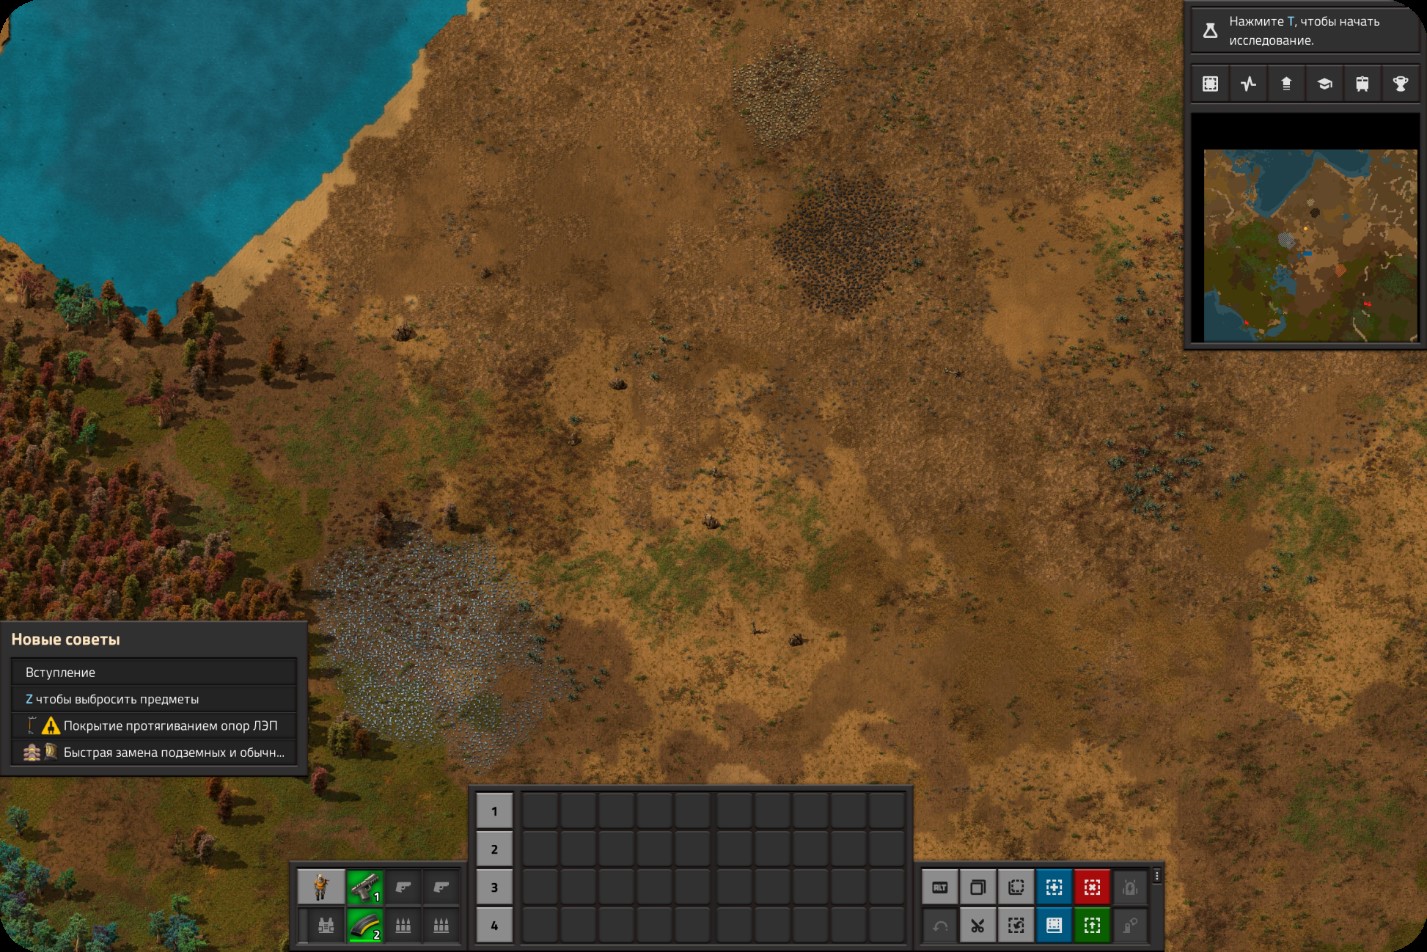 Нажмите T, чтобы начать
исследование.
Новые советы
Вступление
Z чтобы выбросить предметы
Покрытие протягиванием опор ЛЭП
Быстрая замена подземных и обычн...
1
2
3
4
1
2
ALT